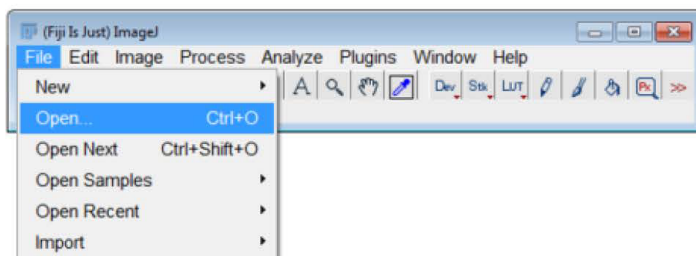 (Fiji Is Just) ImageJ
File Edit Image Process Analyze Plugins Window Help
A Dev Stk LUT Px >>
New
Open... Ctrl+O
Open Next Ctrl+Shift+O
Open Samples
Open Recent
Import